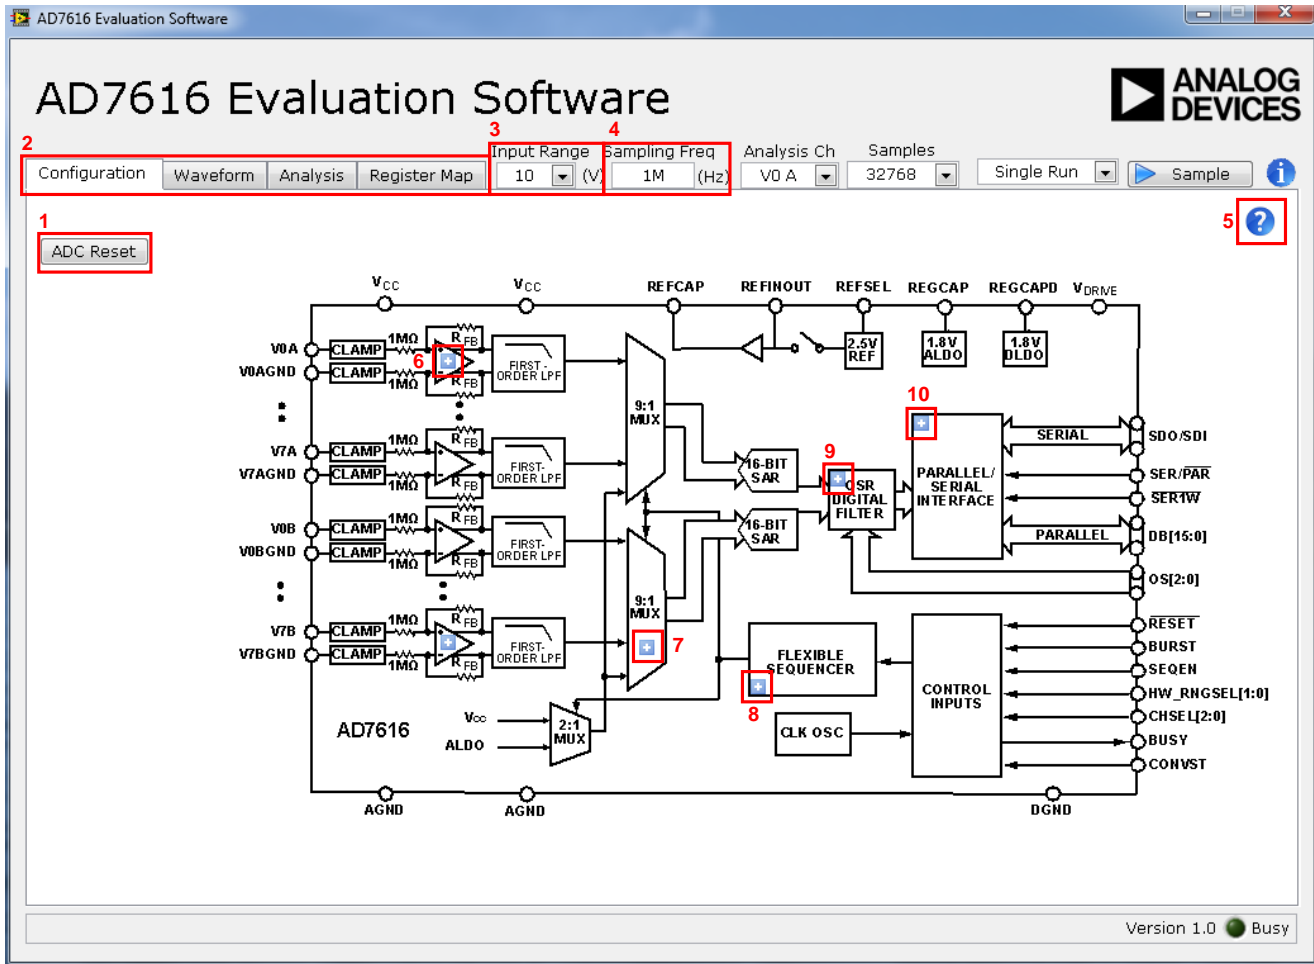 AD7616 Evaluation Software
AD7616 Evaluation Software
ANALOG
DEVICES
2
3
4
Input Range
Sampling Freq
Analysis Ch
Samples
Configuration
Waveform
Analysis
Register Map
10
(V)
1M
(Hz)
V0 A
32768
Single Run
Sample
i
1
5
?
ADC Reset
VCC
VCC
REFCAP
REFINOUT
REFSEL
REGCAP
REGCAPD
VDRIVE
V0A
CLAMP
1MΩ
RFB
6
V0AGND
CLAMP
1MΩ
RFB
FIRST-
ORDER LPF
2.5V
REF
1.8V
ALDO
1.8V
DLDO
9:1
MUX
10
V7A
CLAMP
1MΩ
RFB
V7AGND
CLAMP
1MΩ
RFB
FIRST-
ORDER LPF
16-BIT
SAR
9
OSR
DIGITAL
FILTER
PARALLEL/
SERIAL
INTERFACE
SERIAL
SDO/SDI
SER/PAR
SER1W
V0B
CLAMP
1MΩ
RFB
V0BGND
CLAMP
1MΩ
RFB
FIRST-
ORDER LPF
16-BIT
SAR
PARALLEL
DB[15:0]
OS[2:0]
9:1
MUX
V7B
CLAMP
1MΩ
RFB
V7BGND
CLAMP
1MΩ
RFB
FIRST-
ORDER LPF
7
FLEXIBLE
SEQUENCER
8
CONTROL
INPUTS
RESET
BURST
SEQEN
HW_RNGSEL[1:0]
CHSEL[2:0]
BUSY
CONVST
AD7616
VCC
ALDO
2:1
MUX
CLK OSC
AGND
AGND
DGND
Version 1.0
Busy